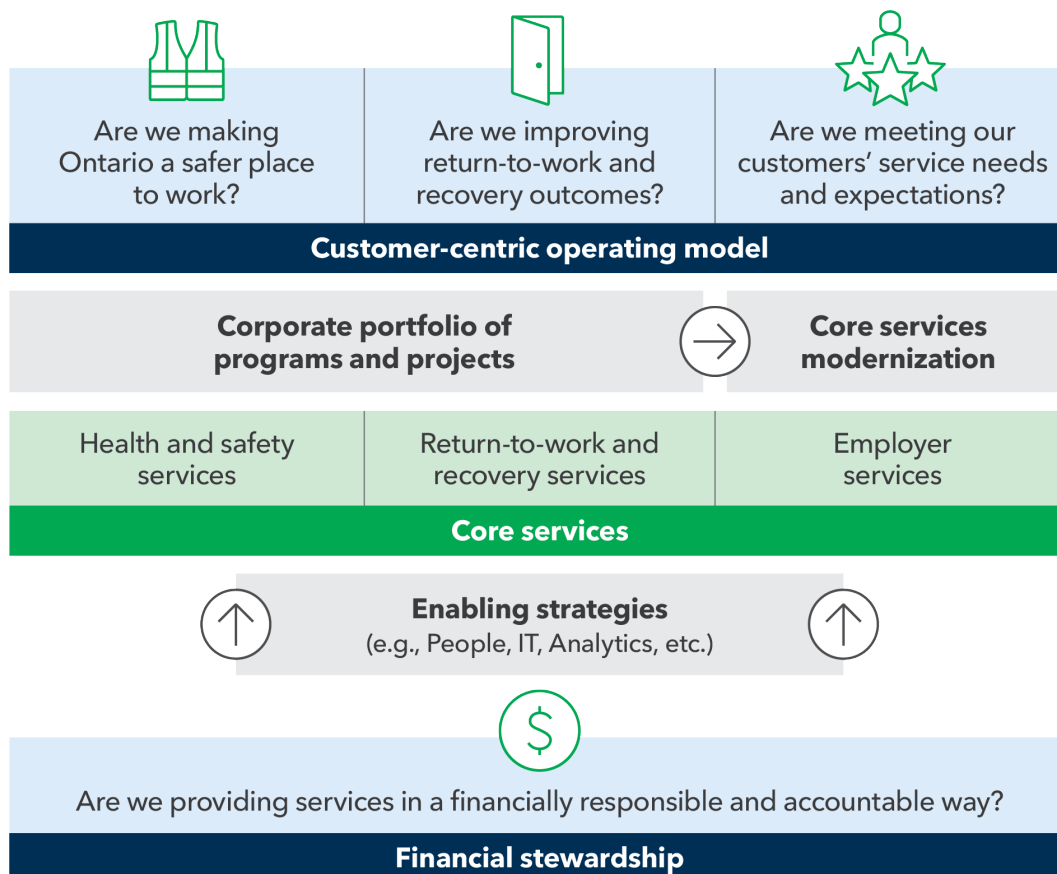 Are we making
Ontario a safer place
to work?
Are we improving
return-to-work and
recovery outcomes?
Are we meeting our
customers’ service needs
and expectations?
Customer-centric operating model
Corporate portfolio of
programs and projects
Core services
modernization
Health and safety
services
Return-to-work and
recovery services
Employer
services
Core services
Enabling strategies
(e.g., People, IT, Analytics, etc.)
$
Are we providing services in a financially responsible and accountable way?
Financial stewardship